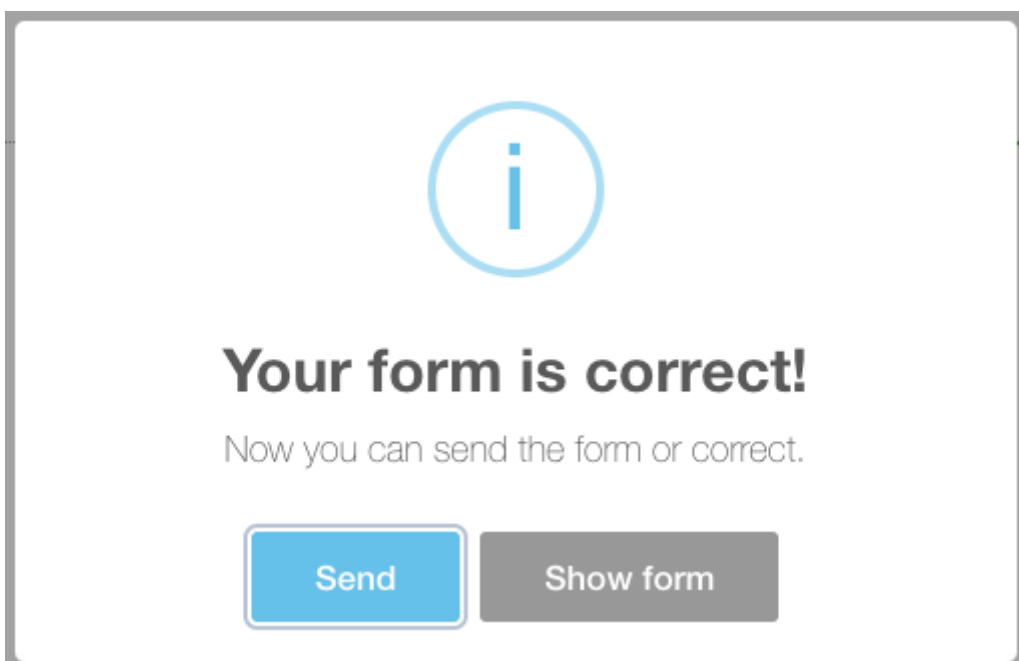 i
Your form is correct!
Now you can send the form or correct.
Send Show form